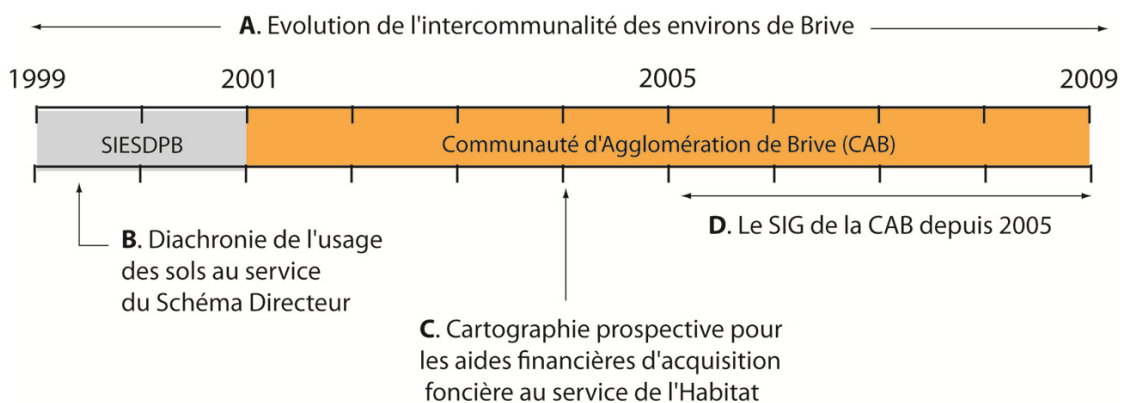 A. Evolution de l'intercommunalité des environs de Brive
1999 2001 2005 2009
SIESDPB Communauté d'Agglomération de Brive (CAB)
D. Le SIG de la CAB depuis 2005
B. Diachronie de l'usage
des sols au service
du Schéma Directeur
C. Cartographie prospective pour
les aides financières d'acquisition
foncière au service de l'Habitat